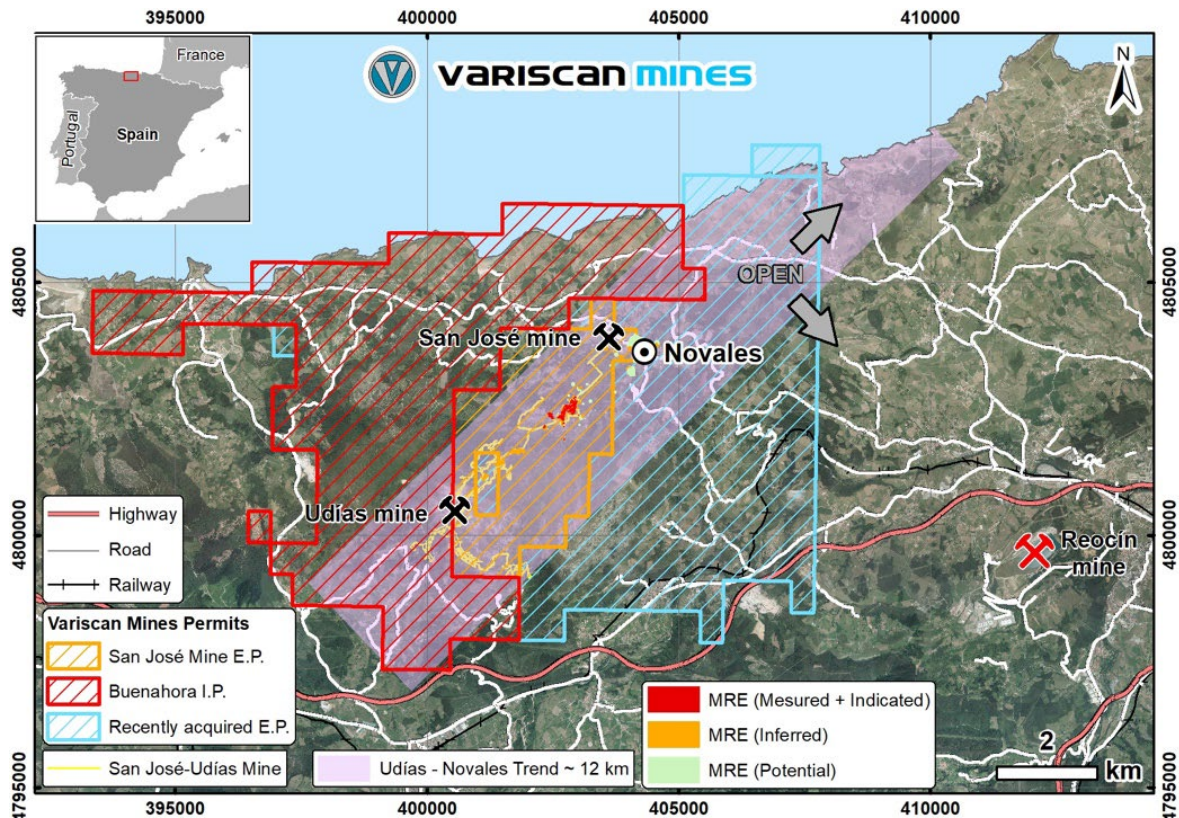 395000 400000 405000 410000
France
Portugal
Spain
VARISCAN MINES
N
4805000 4805000
OPEN
San José mine
Novales
Udías mine
4800000 4800000
Reocín
mine
Highway
Road
Railway
Variscan Mines Permits
San José Mine E.P.
Buenahora I.P.
Recently acquired E.P.
San José-Udías Mine
Udías - Novales Trend ~ 12 km
MRE (Mesured + Indicated)
MRE (Inferred)
MRE (Potential)
2
km
4795000 4795000
395000 400000 405000 410000